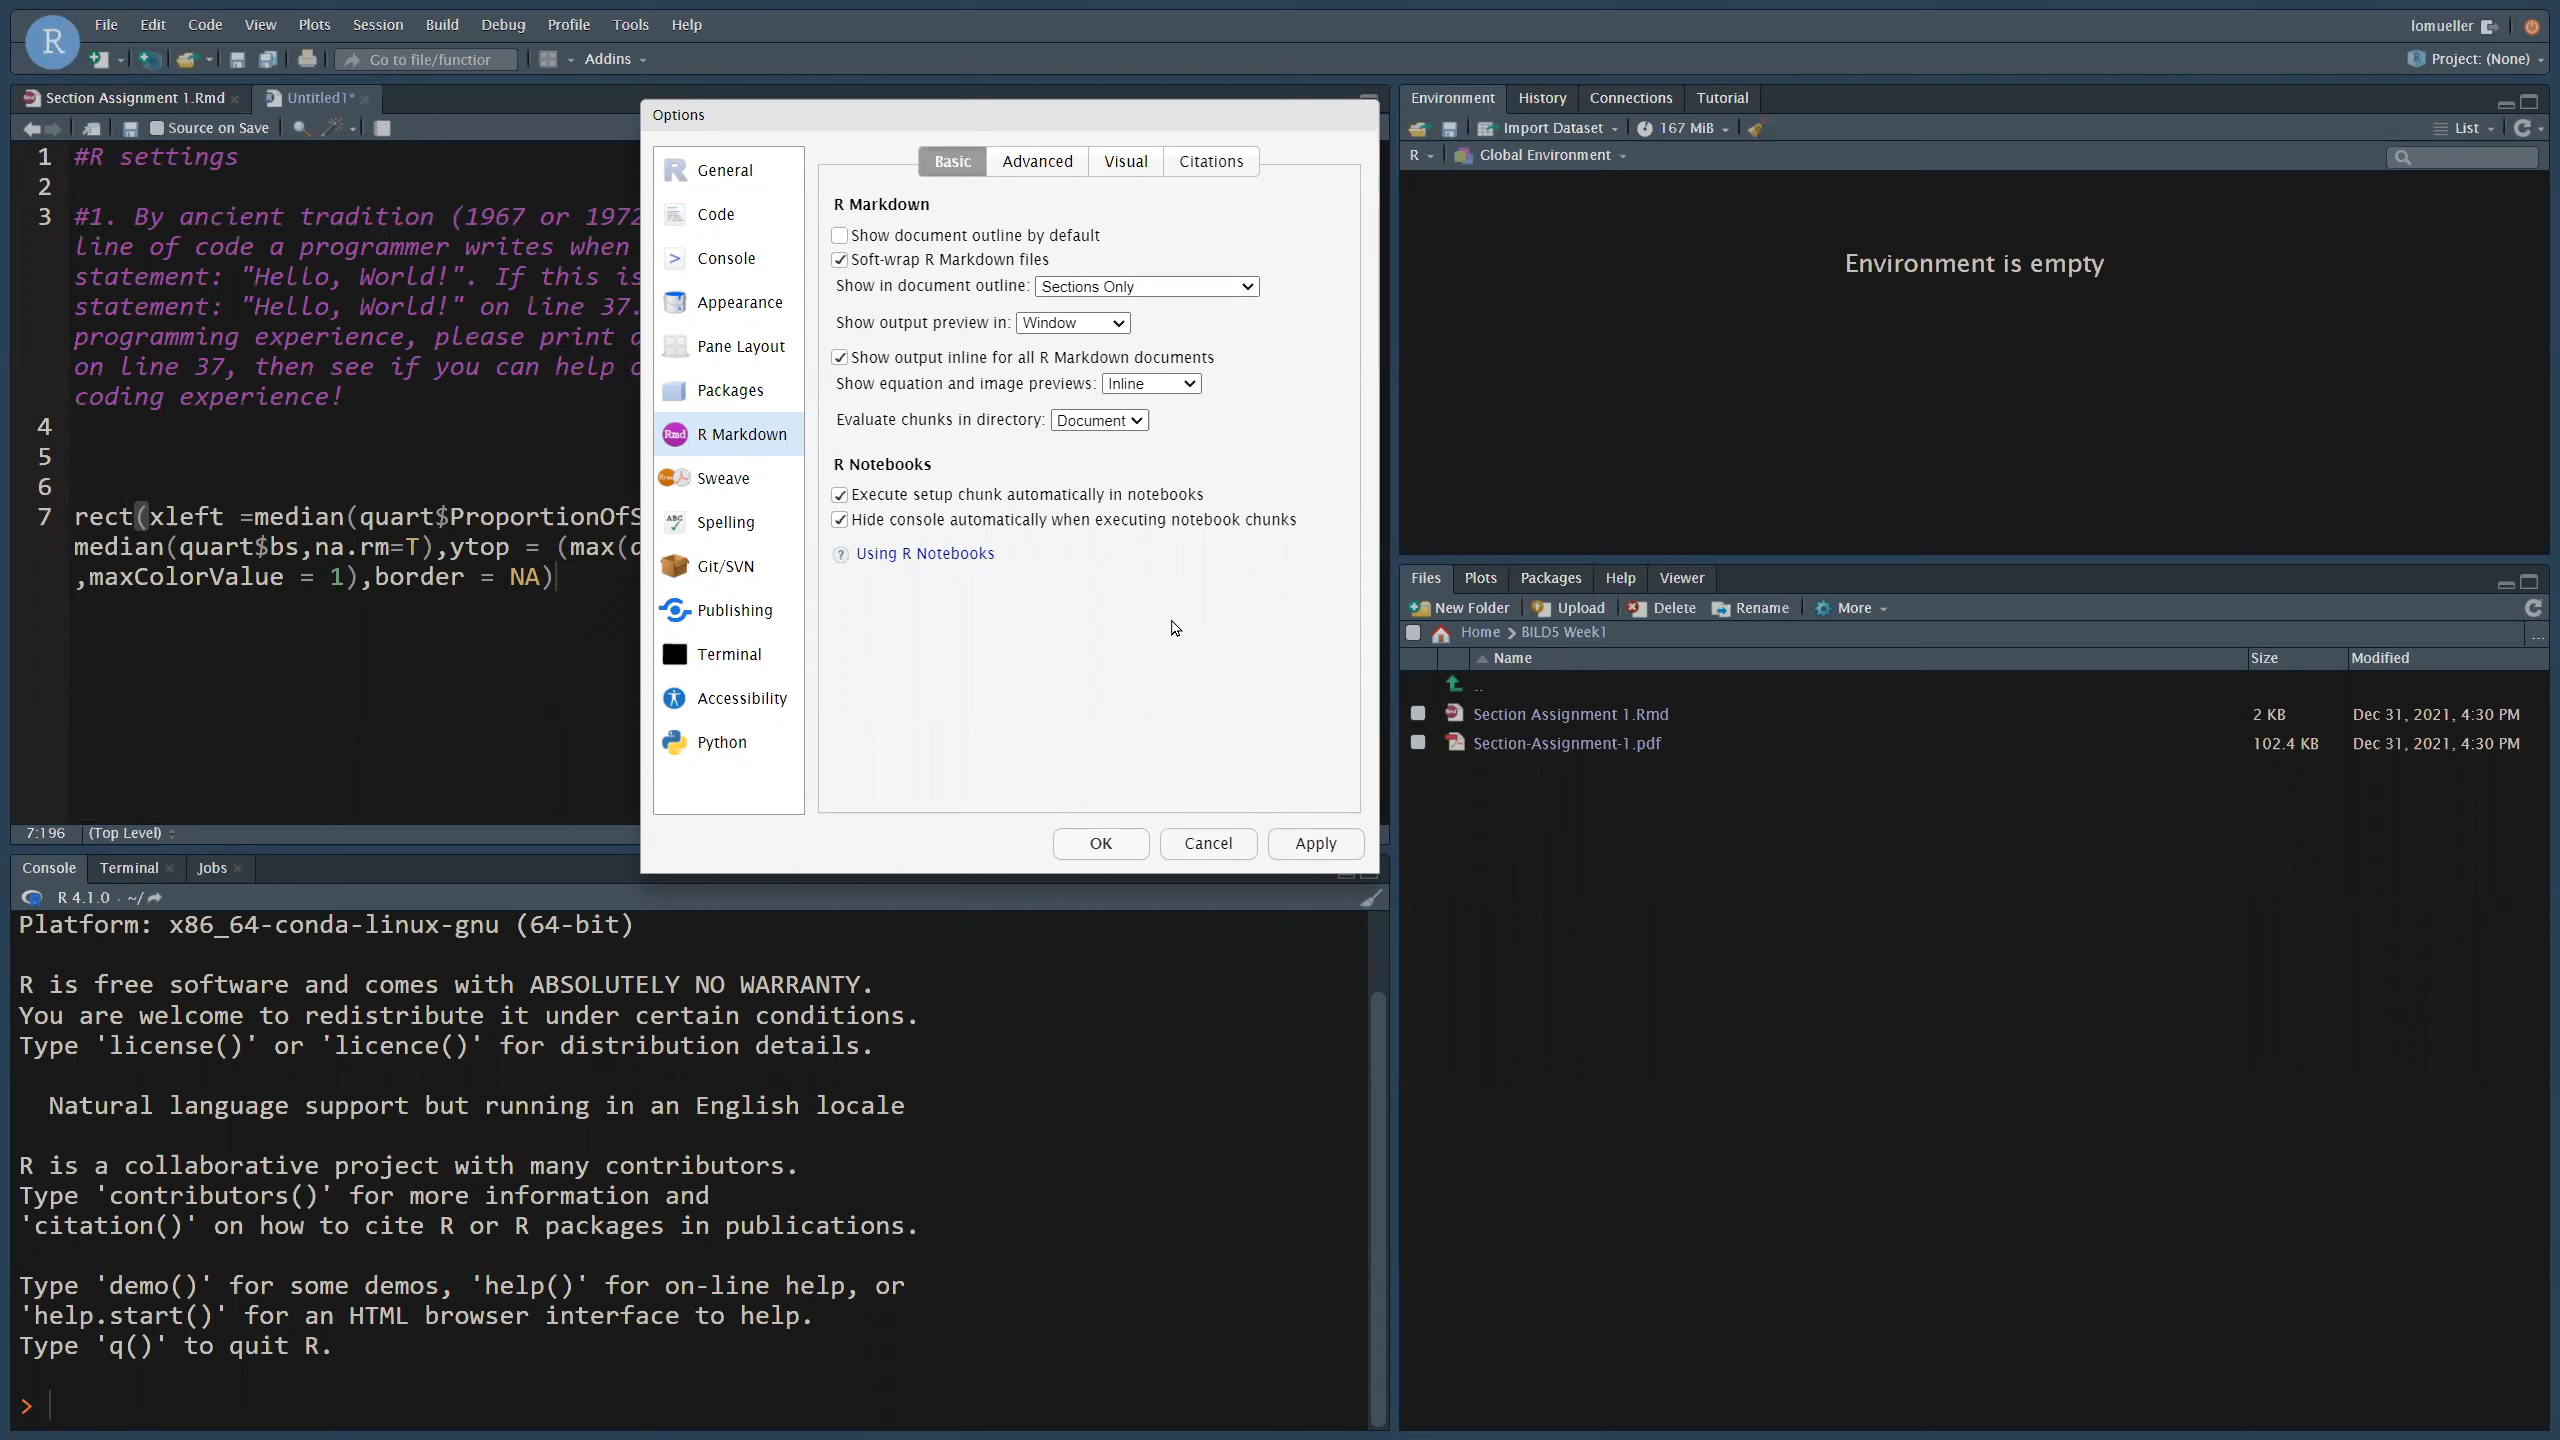 R File Edit Code View Plots Session Build Debug Profile Tools Help
lomueller
Go to file/functior Addins
Project: (None)
Section Assignment 1.Rmd Untitled1*
Source on Save
1 #R settings
2
3 #1. By ancient tradition (1967 or 1972
line of code a programmer writes when
statement: "Hello, World!". If this is
statement: "Hello, World!" on line 37.
programming experience, please print
on line 37, then see if you can help
coding experience!
4
5
6
7 rect(xleft =median(quart$ProportionOfS
median(quart$bs,na.rm=T),ytop = (max(
,maxColorValue = 1),border = NA)
7:196 (Top Level)
Options
General
Code
Console
Appearance
Pane Layout
Packages
Rmd R Markdown
Sweave
ABC Spelling
Git/SVN
Publishing
Terminal
Accessibility
Python
Basic Advanced Visual Citations
R Markdown
Show document outline by default
Soft-wrap R Markdown files
Show in document outline: Sections Only
Show output preview in: Window
Show output inline for all R Markdown documents
Show equation and image previews: Inline
Evaluate chunks in directory: Document
R Notebooks
Execute setup chunk automatically in notebooks
Hide console automatically when executing notebook chunks
? Using R Notebooks
OK Cancel Apply
Console Terminal Jobs
R 4.1.0 · ~/
Platform: x86_64-conda-linux-gnu (64-bit)
R is free software and comes with ABSOLUTELY NO WARRANTY.
You are welcome to redistribute it under certain conditions.
Type 'license()' or 'licence()' for distribution details.
Natural language support but running in an English locale
R is a collaborative project with many contributors.
Type 'contributors()' for more information and
'citation()' on how to cite R or R packages in publications.
Type 'demo()' for some demos, 'help()' for on-line help, or
'help.start()' for an HTML browser interface to help.
Type 'q()' to quit R.
>
Environment History Connections Tutorial
Import Dataset 167 MiB List
R Global Environment
Environment is empty
Files Plots Packages Help Viewer
New Folder Upload Delete Rename More
Home > BILD5 Week1 ...
Name Size Modified
..
Section Assignment 1.Rmd 2 KB Dec 31, 2021, 4:30 PM
Section-Assignment-1.pdf 102.4 KB Dec 31, 2021, 4:30 PM